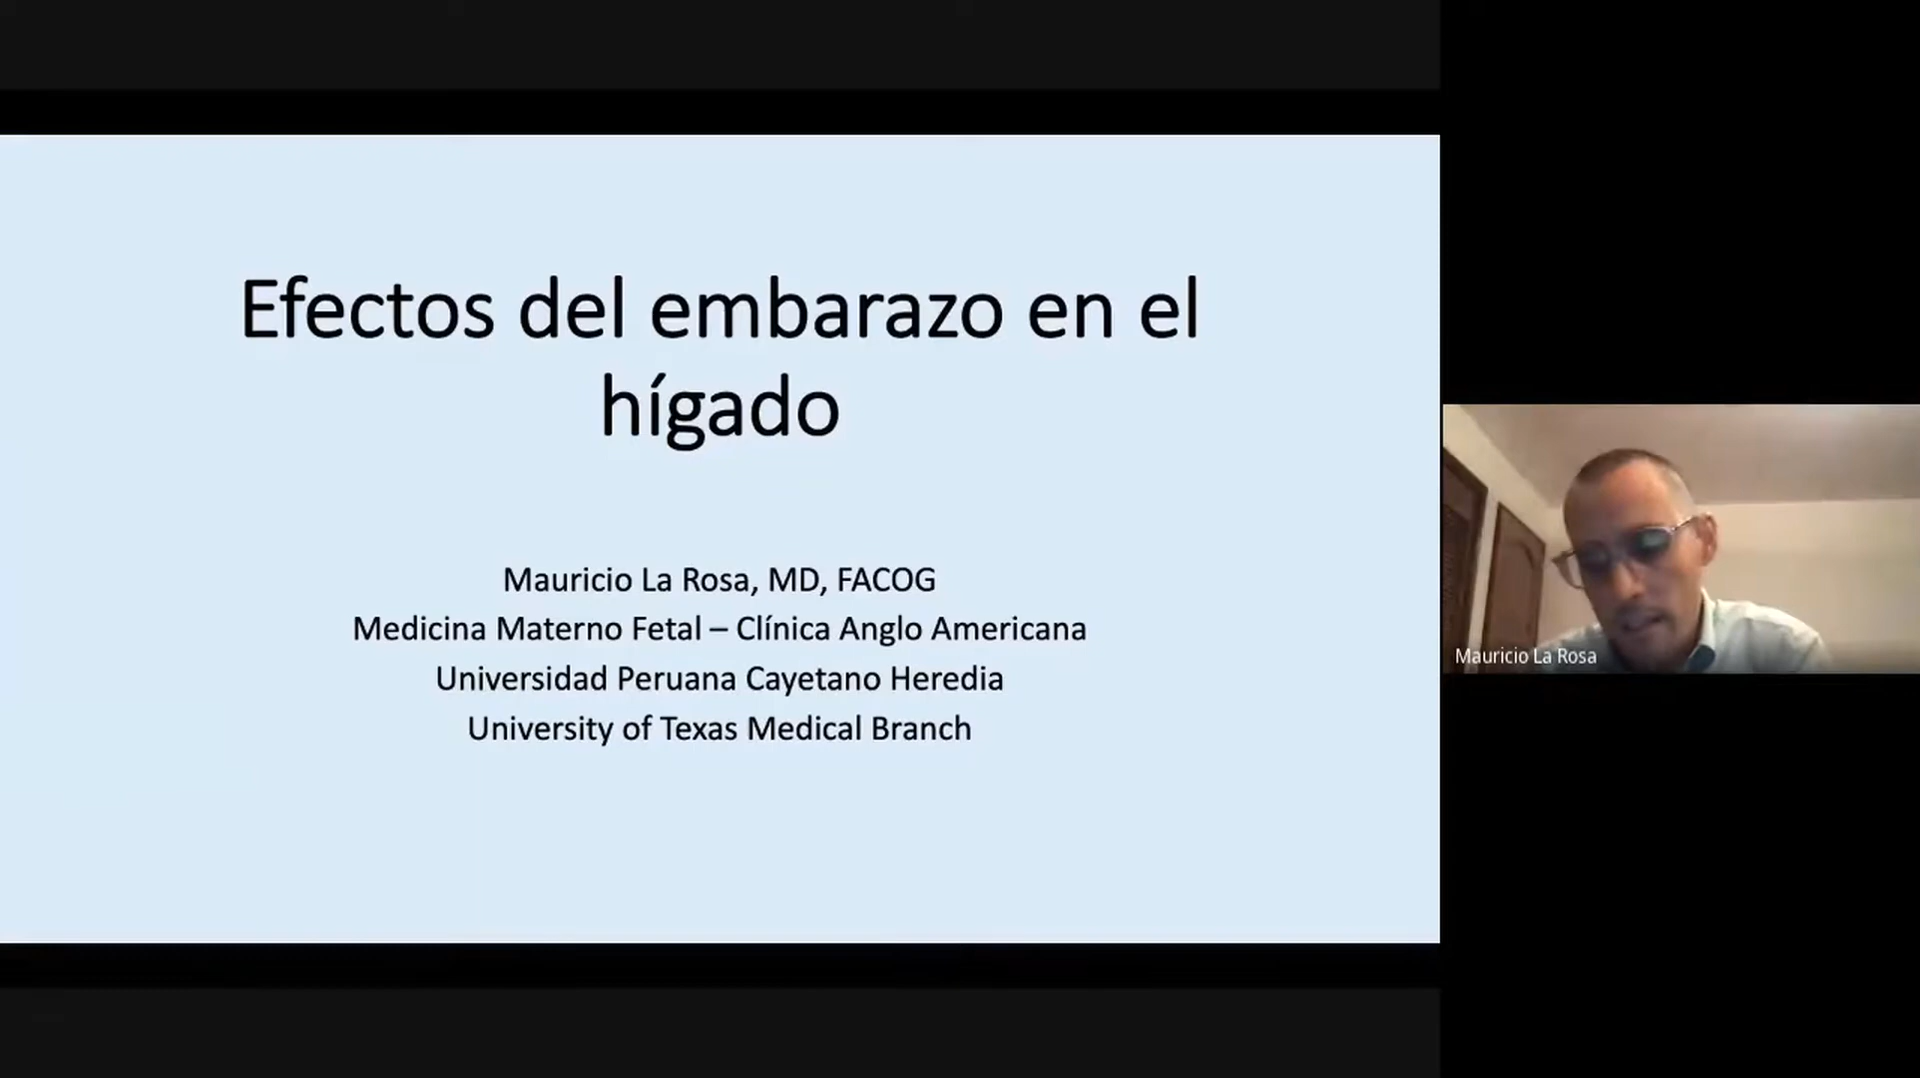 Efectos del embarazo en el
hígado
Mauricio La Rosa, MD, FACOG
Medicina Materno Fetal – Clínica Anglo Americana
Universidad Peruana Cayetano Heredia
University of Texas Medical Branch
Mauricio La Rosa